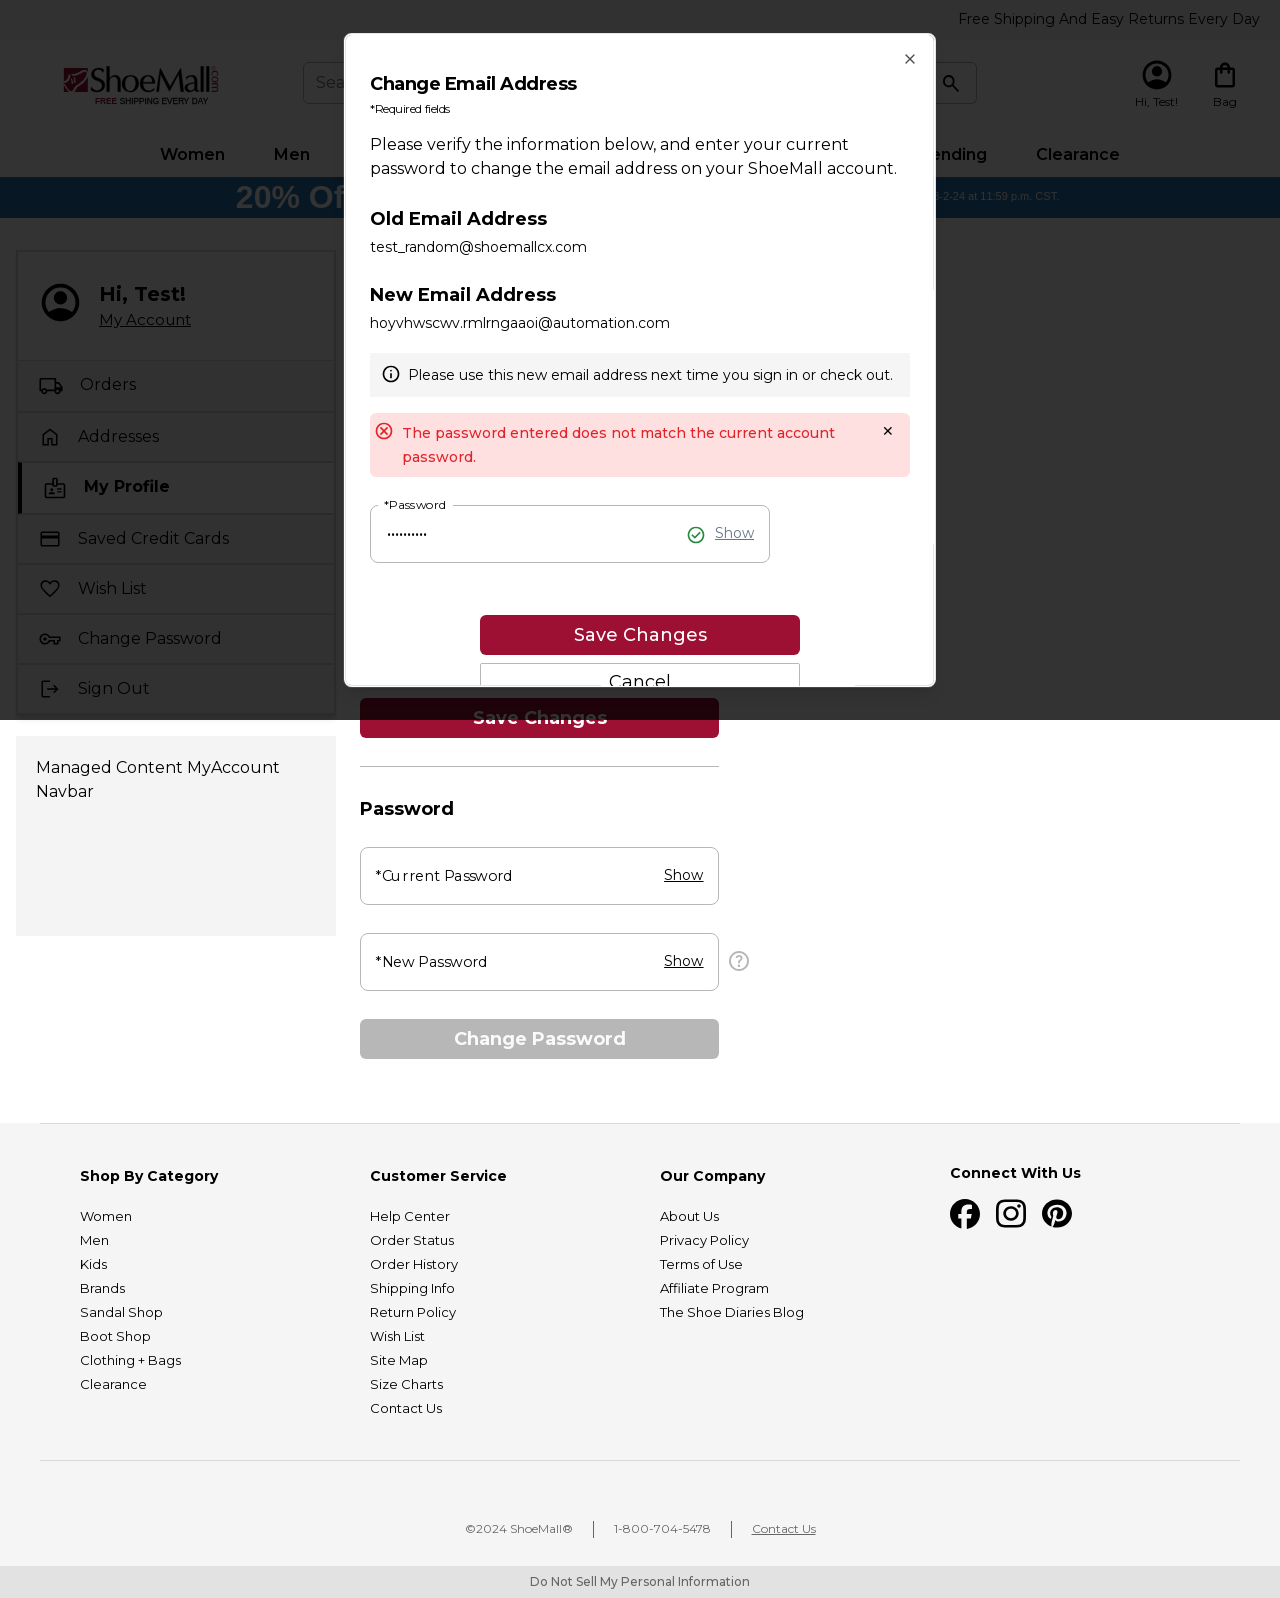 Free Shipping And Easy Returns Every Day
ShoeMall.com
FREE SHIPPING EVERY DAY
Sea
Hi, Test!
Bag
Women
Men
ending
Clearance
20% Of
-2-24 at 11:59 p.m. CST.
Hi, Test!
My Account
Orders
Addresses
My Profile
Saved Credit Cards
Wish List
Change Password
Sign Out
Change Email Address
*Required fields
Please verify the information below, and enter your current
password to change the email address on your ShoeMall account.
Old Email Address
test_random@shoemallcx.com
New Email Address
hoyvhwscwv.rmlrngaaoi@automation.com
Please use this new email address next time you sign in or check out.
The password entered does not match the current account
password.
*Password
••••••••••
Show
Save Changes
Cancel
Save Changes
Managed Content MyAccount
Navbar
Password
*Current Password
Show
*New Password
Show
Change Password
Shop By Category
Women
Men
Kids
Brands
Sandal Shop
Boot Shop
Clothing + Bags
Clearance
Customer Service
Help Center
Order Status
Order History
Shipping Info
Return Policy
Wish List
Site Map
Size Charts
Contact Us
Our Company
About Us
Privacy Policy
Terms of Use
Affiliate Program
The Shoe Diaries Blog
Connect With Us
©2024 ShoeMall®
1-800-704-5478
Contact Us
Do Not Sell My Personal Information